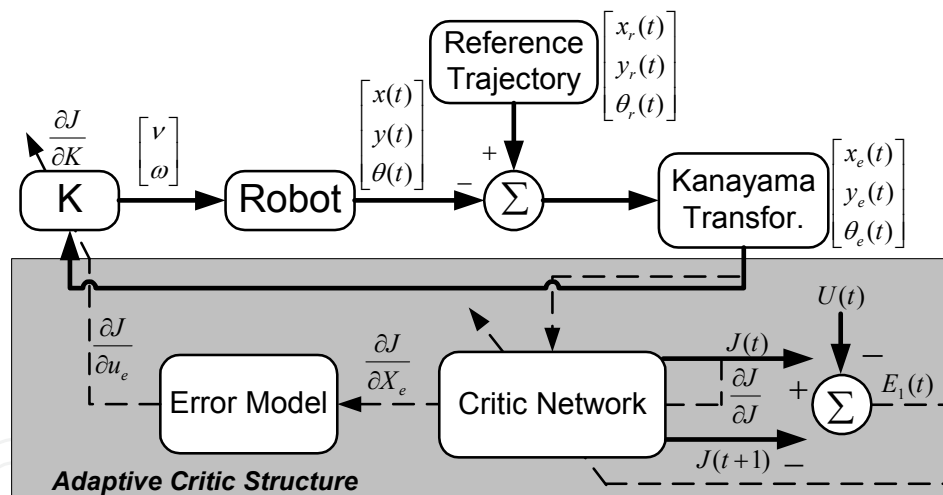 Reference
Trajectory
[x_r(t)
y_r(t)
θ_r(t)]
∂J
∂K
[ν
ω]
[x(t)
y(t)
θ(t)]
+
−
K
Robot
Σ
Kanayama
Transfor.
[x_e(t)
y_e(t)
θ_e(t)]
U(t)
∂J
∂u_e
Error Model
∂J
∂X_e
Critic Network
J(t)
∂J
∂J
J(t+1)
−
+
−
Σ
E_1(t)
Adaptive Critic Structure